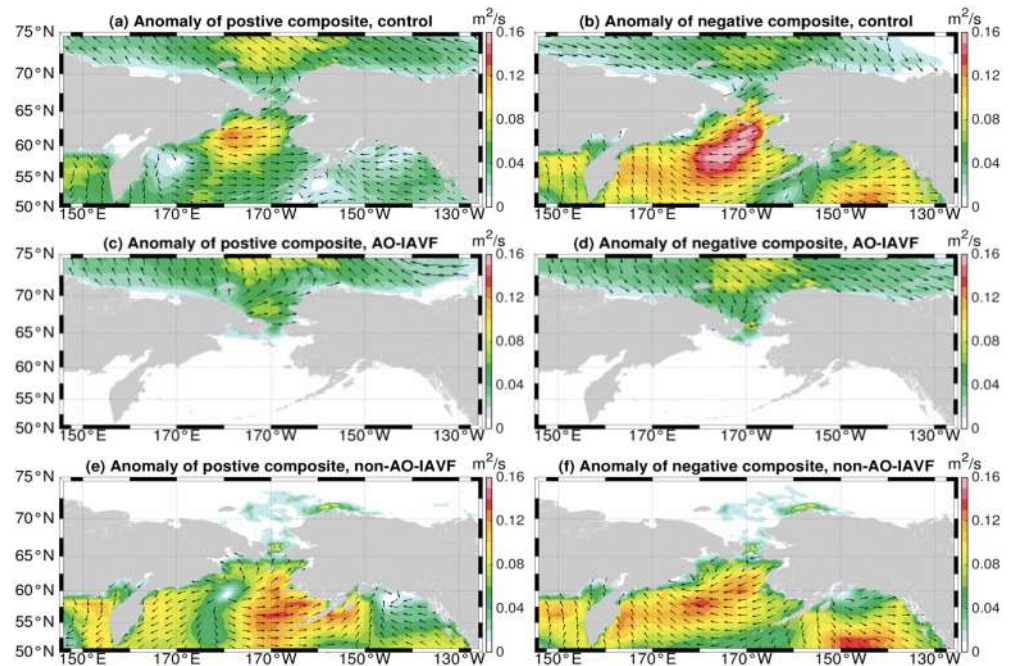 (a) Anomaly of postive composite, control m²/s
75°N
70°N
65°N
60°N
55°N
50°N
150°E 170°E 170°W 150°W 130°W
0.16
0.12
0.08
0.04
0
(b) Anomaly of negative composite, control m²/s
75°N
70°N
65°N
60°N
55°N
50°N
150°E 170°E 170°W 150°W 130°W
0.16
0.12
0.08
0.04
0
(c) Anomaly of postive composite, AO-IAVF m²/s
75°N
70°N
65°N
60°N
55°N
50°N
150°E 170°E 170°W 150°W 130°W
0.16
0.12
0.08
0.04
0
(d) Anomaly of negative composite, AO-IAVF m²/s
75°N
70°N
65°N
60°N
55°N
50°N
150°E 170°E 170°W 150°W 130°W
0.16
0.12
0.08
0.04
0
(e) Anomaly of postive composite, non-AO-IAVF m²/s
75°N
70°N
65°N
60°N
55°N
50°N
150°E 170°E 170°W 150°W 130°W
0.16
0.12
0.08
0.04
0
(f) Anomaly of negative composite, non-AO-IAVF m²/s
75°N
70°N
65°N
60°N
55°N
50°N
150°E 170°E 170°W 150°W 130°W
0.16
0.12
0.08
0.04
0